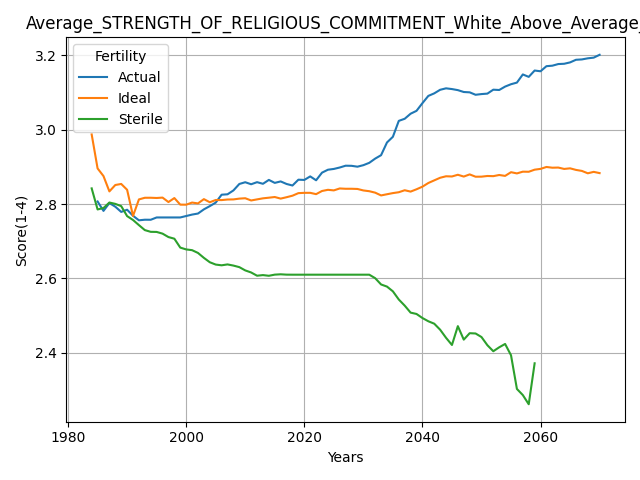 Average_STRENGTH_OF_RELIGIOUS_COMMITMENT_White_Above_Average_
Fertility
Actual
Ideal
Sterile
3.2
3.0
2.8
2.6
2.4
Score(1-4)
1980 2000 2020 2040 2060
Years